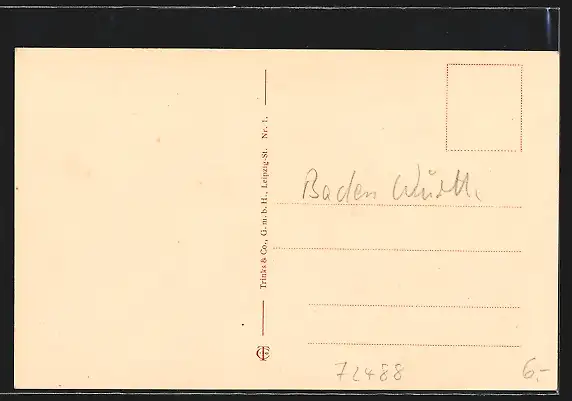 Trinks & Co., G. m. b. H., Leipzig-St. Nr. 1.
Baden Württ.
72488
6,-